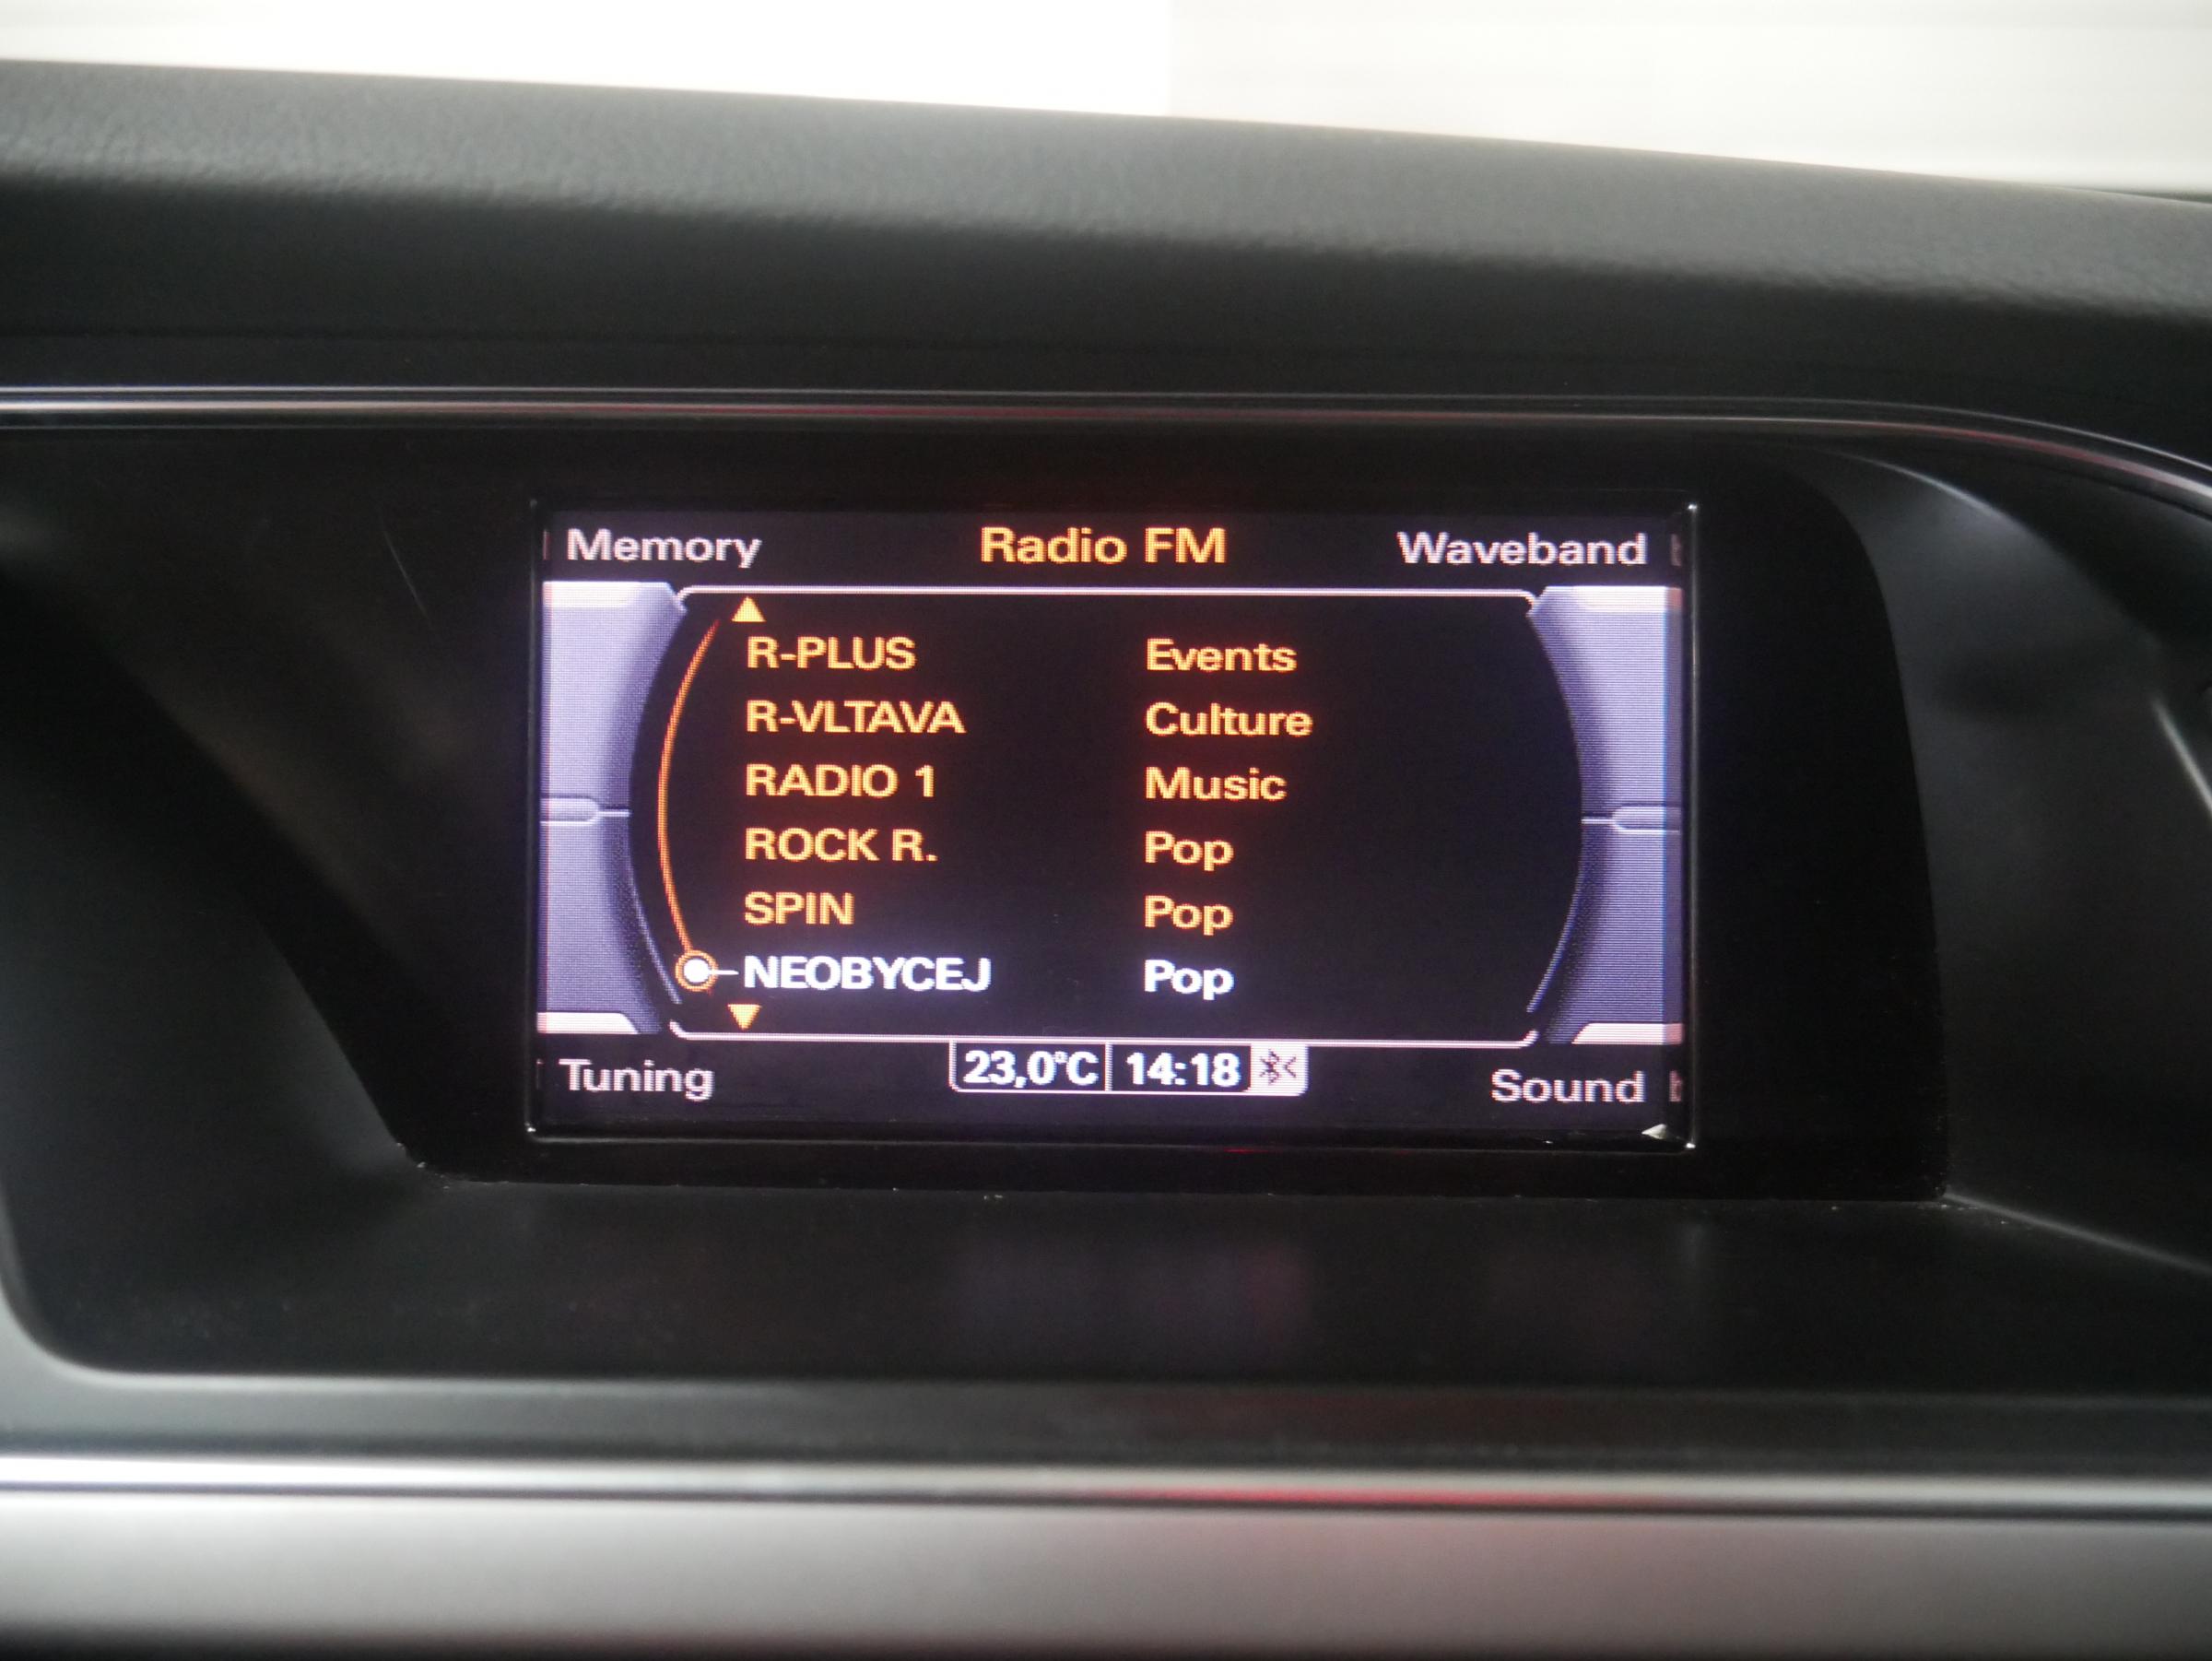 Memory Radio FM Waveband
R-PLUS Events
R-VLTAVA Culture
RADIO 1 Music
ROCK R. Pop
SPIN Pop
NEOBYCEJ Pop
Tuning 23,0°C 14:18 Sound